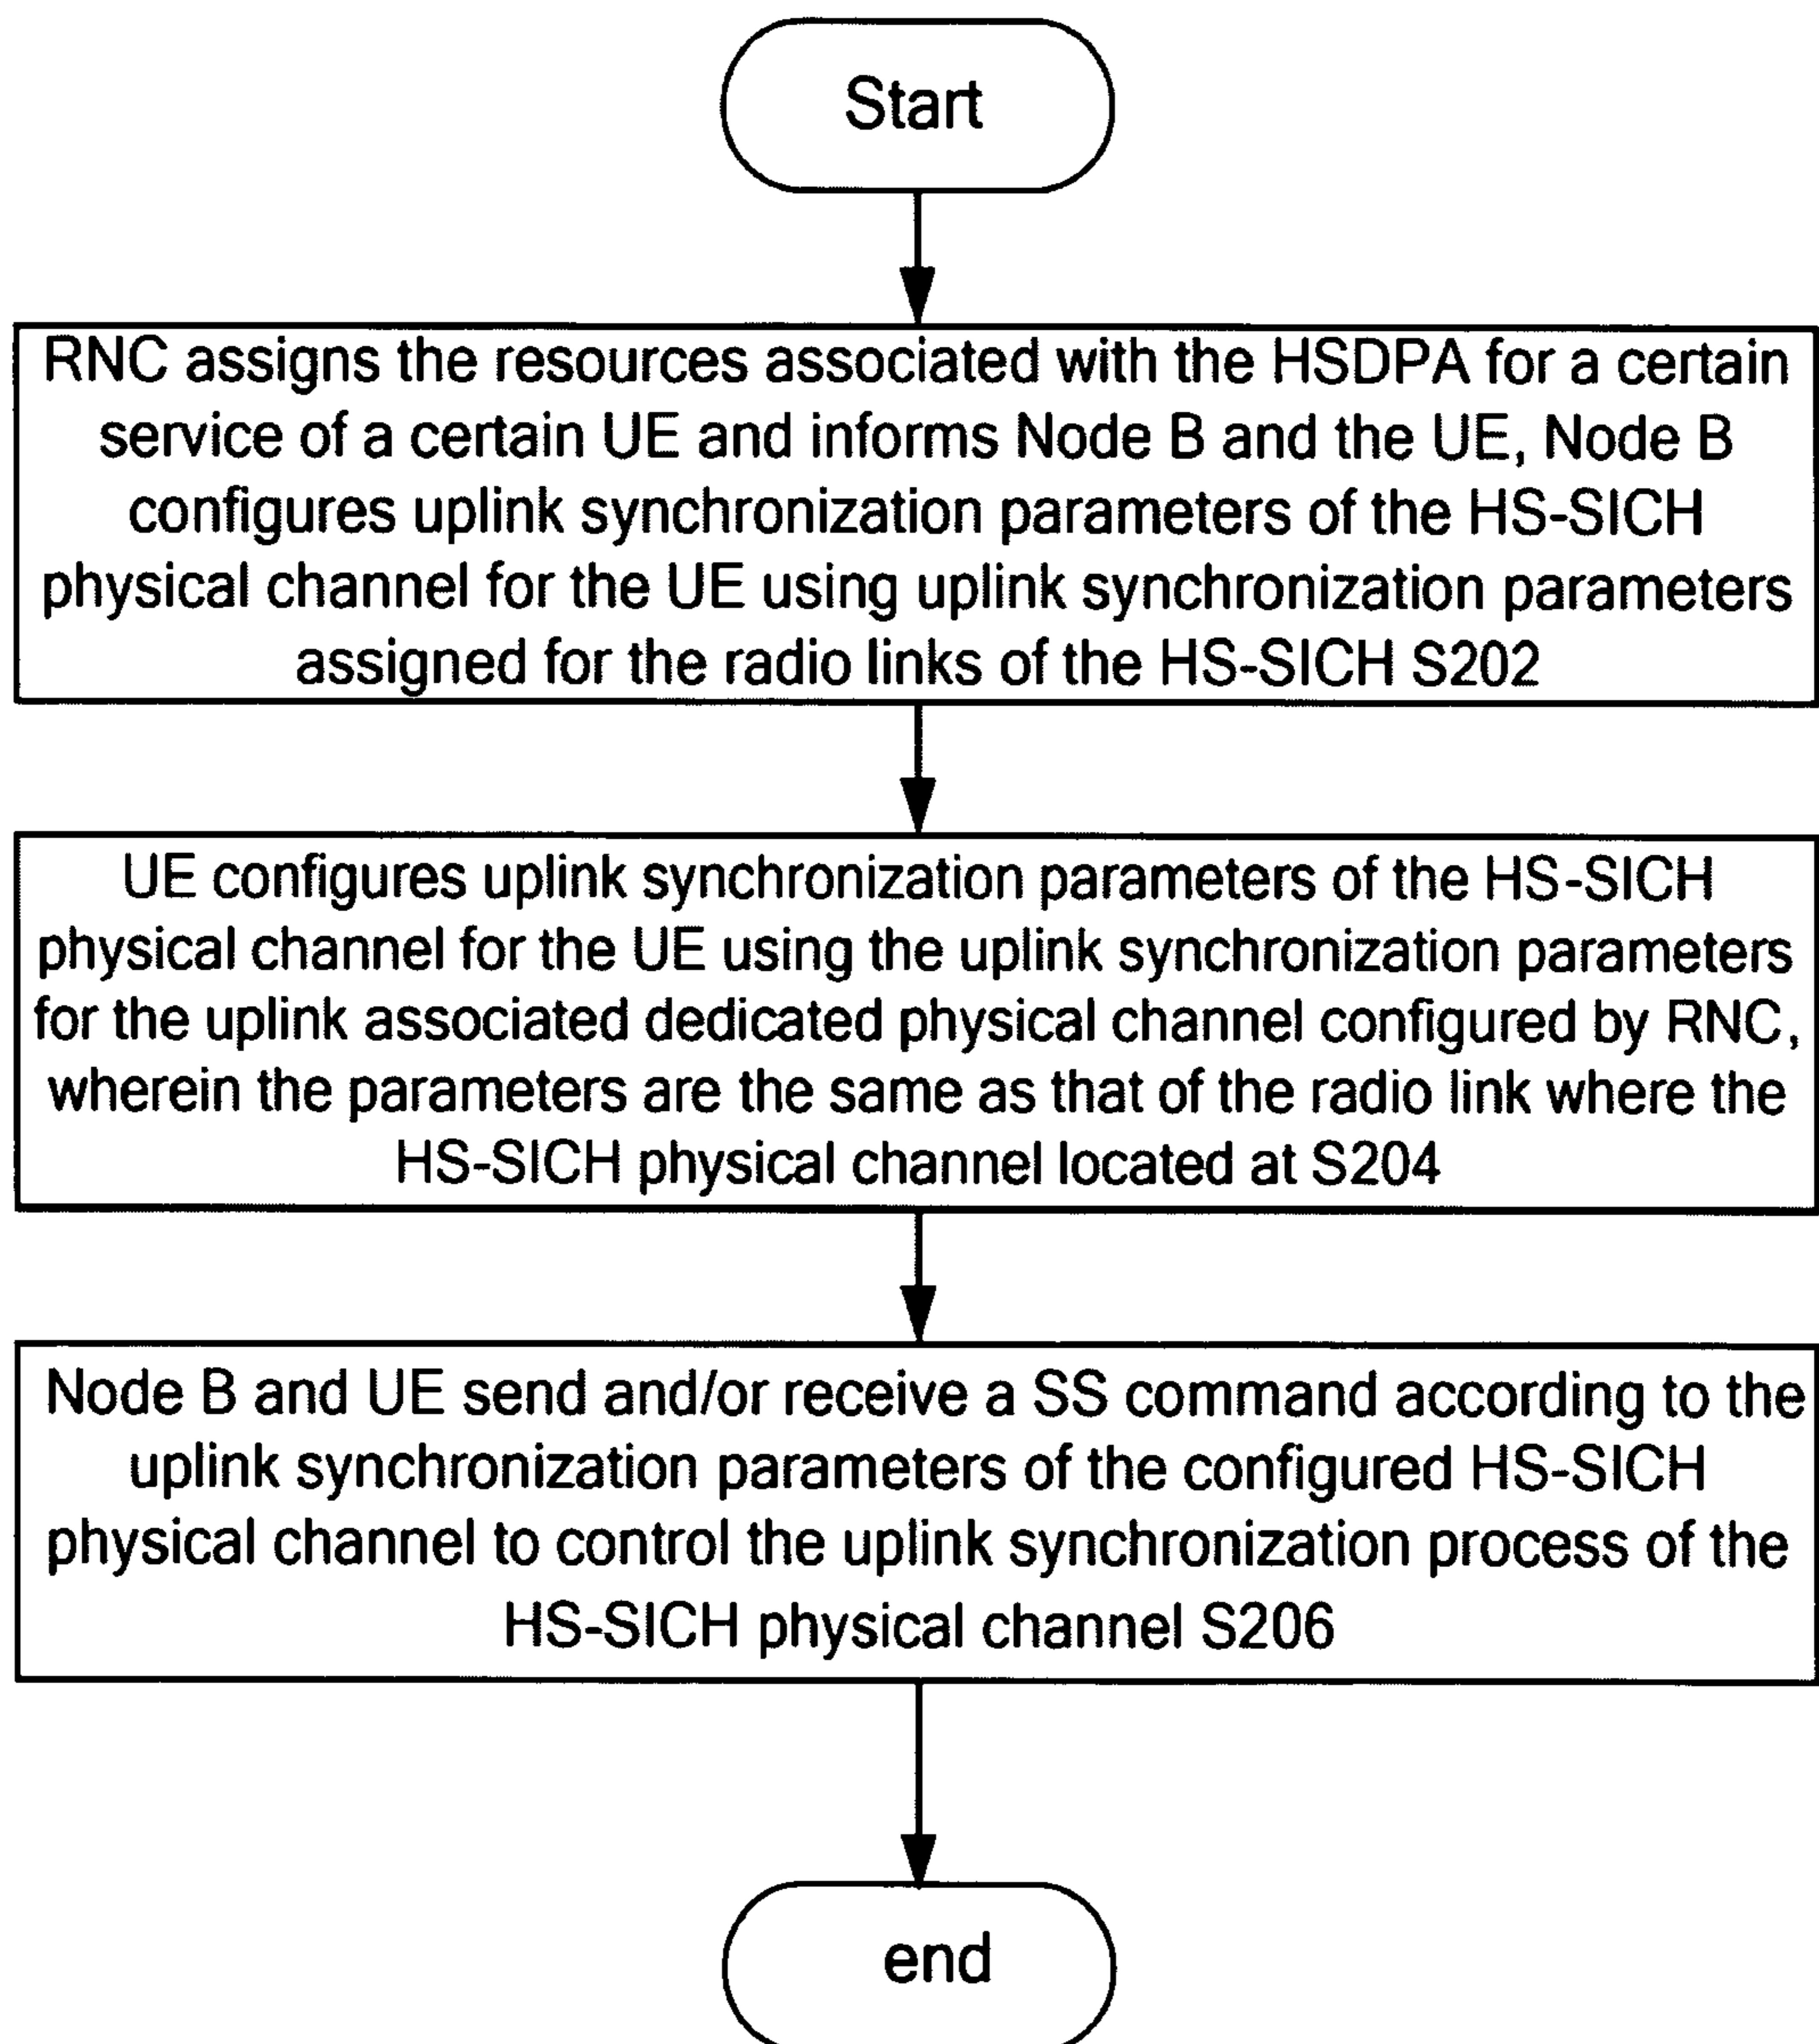 Start
RNC assigns the resources associated with the HSDPA for a certain
service of a certain UE and informs Node B and the UE, Node B
configures uplink synchronization parameters of the HS-SICH
physical channel for the UE using uplink synchronization parameters
assigned for the radio links of the HS-SICH S202
UE configures uplink synchronization parameters of the HS-SICH
physical channel for the UE using the uplink synchronization parameters
for the uplink associated dedicated physical channel configured by RNC,
wherein the parameters are the same as that of the radio link where the
HS-SICH physical channel located at S204
Node B and UE send and/or receive a SS command according to the
uplink synchronization parameters of the configured HS-SICH
physical channel to control the uplink synchronization process of the
HS-SICH physical channel S206
end